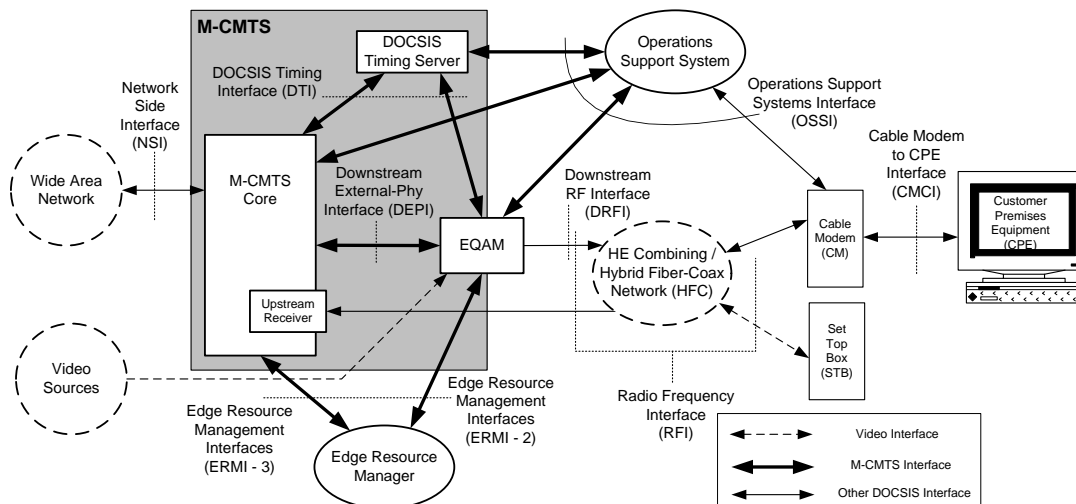 M-CMTS
DOCSIS
Timing Server
Operations
Support System
DOCSIS Timing
Interface (DTI)
Network
Side
Interface
(NSI)
Operations Support
Systems Interface
(OSSI)
Cable Modem
to CPE
Interface
(CMCI)
Wide Area
Network
M-CMTS
Core
Downstream
External-Phy
Interface (DEPI)
Downstream
RF Interface
(DRFI)
EQAM
HE Combining /
Hybrid Fiber-Coax
Network (HFC)
Cable
Modem
(CM)
Customer
Premises
Equipment
(CPE)
Upstream
Receiver
Set
Top
Box
(STB)
Video
Sources
Edge Resource
Management
Interfaces
(ERMI - 3)
Edge Resource
Management
Interfaces
(ERMI - 2)
Radio Frequency
Interface
(RFI)
Edge Resource
Manager
Video Interface
M-CMTS Interface
Other DOCSIS Interface